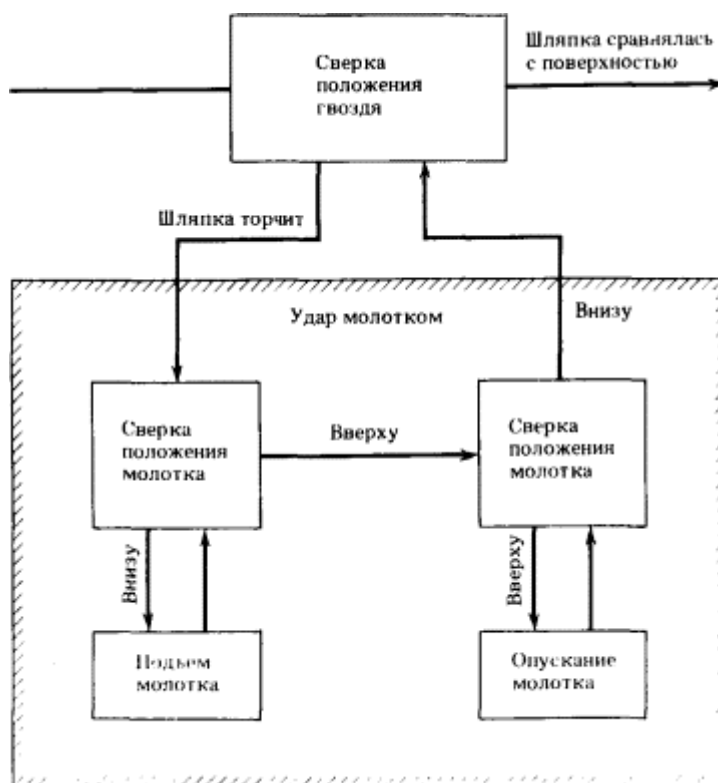 Сверка
положения
гвоздя
Шляпка сравнялась
с поверхностью
Шляпка торчит
Удар молотком
Внизу
Сверка
положения
молотка
Вверху
Сверка
положения
молотка
Внизу
Вверху
Подъем
молотка
Опускание
молотка